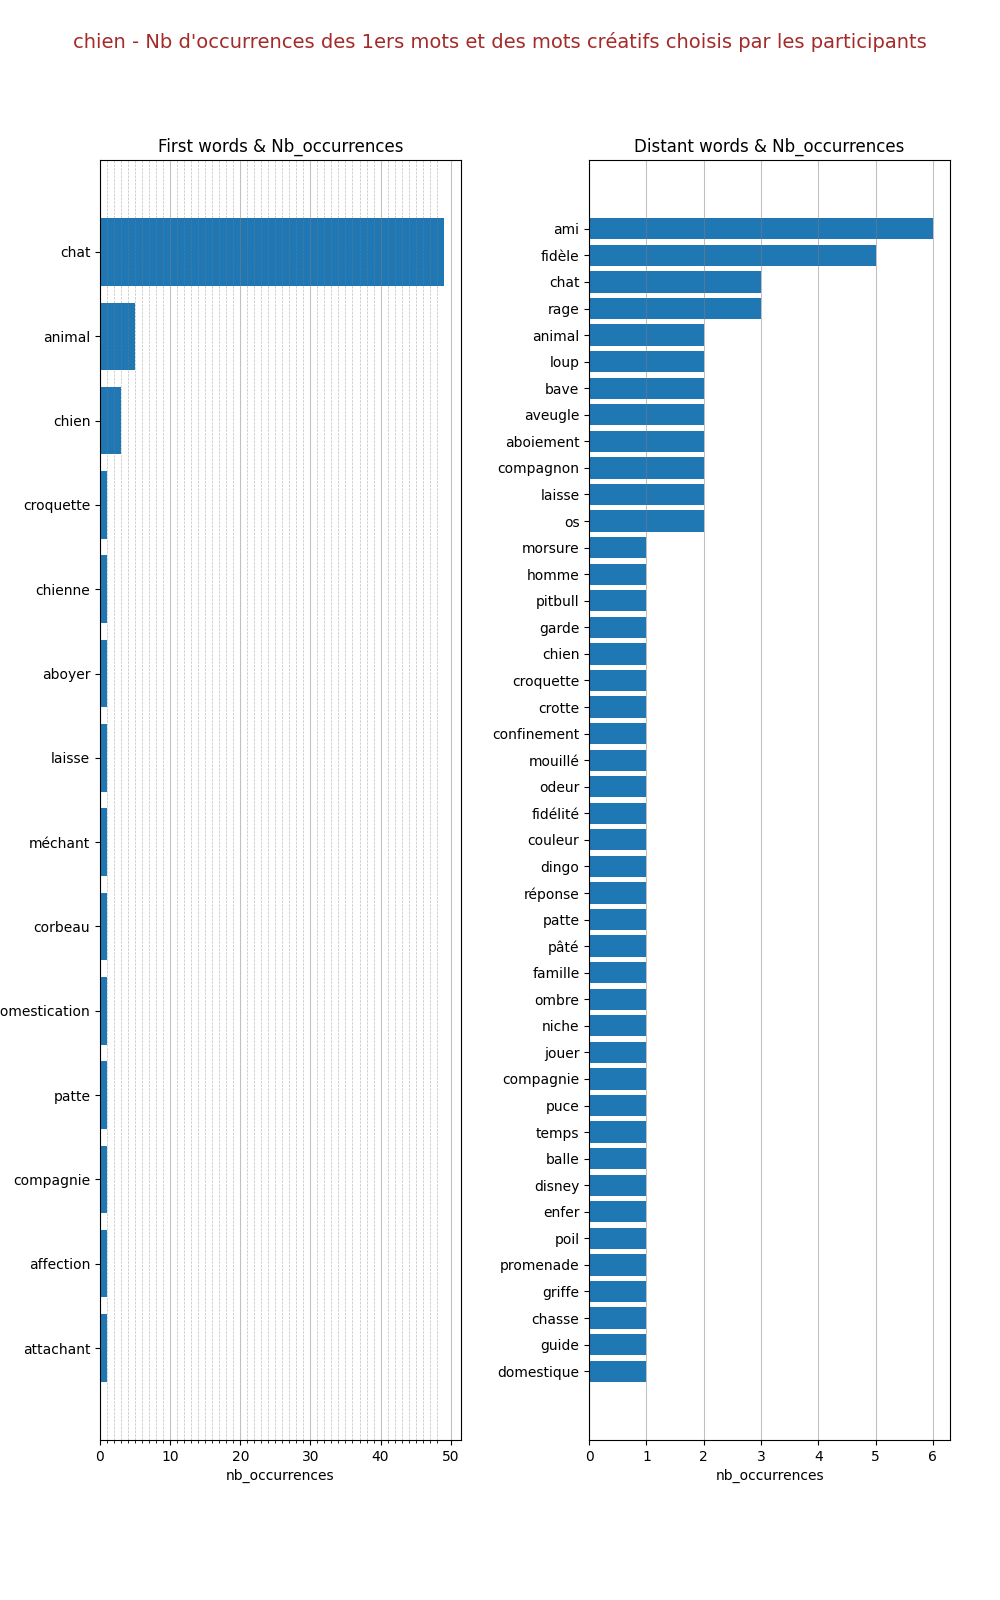 chien - Nb d'occurrences des 1ers mots et des mots créatifs choisis par les participants
First words & Nb_occurrences
chat
animal
chien
croquette
chienne
aboyer
laisse
méchant
corbeau
omestication
patte
compagnie
affection
attachant
0 10 20 30 40 50
nb_occurrences
Distant words & Nb_occurrences
ami
fidèle
chat
rage
animal
loup
bave
aveugle
aboiement
compagnon
laisse
os
morsure
homme
pitbull
garde
chien
croquette
crotte
confinement
mouillé
odeur
fidélité
couleur
dingo
réponse
patte
pâté
famille
ombre
niche
jouer
compagnie
puce
temps
balle
disney
enfer
poil
promenade
griffe
chasse
guide
domestique
0 1 2 3 4 5 6
nb_occurrences